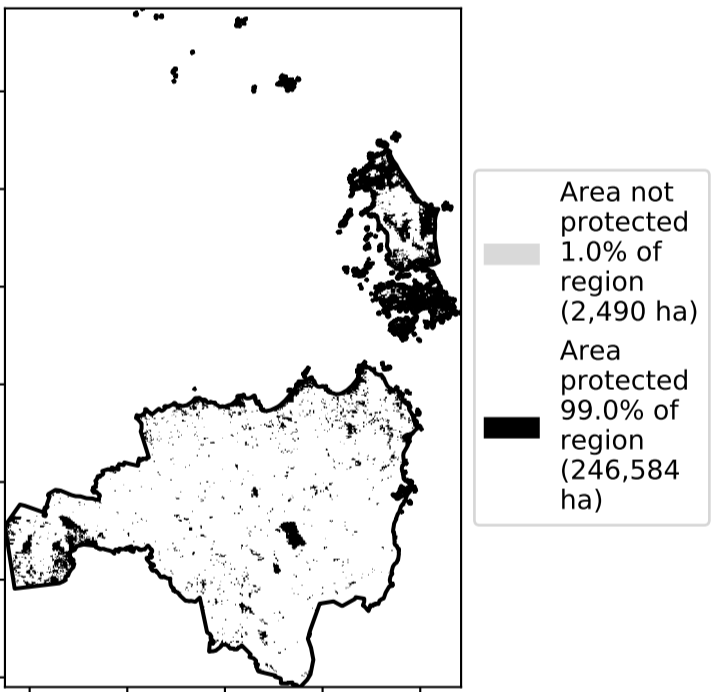 Area not
protected
1.0% of
region
(2,490 ha)
Area
protected
99.0% of
region
(246,584
ha)